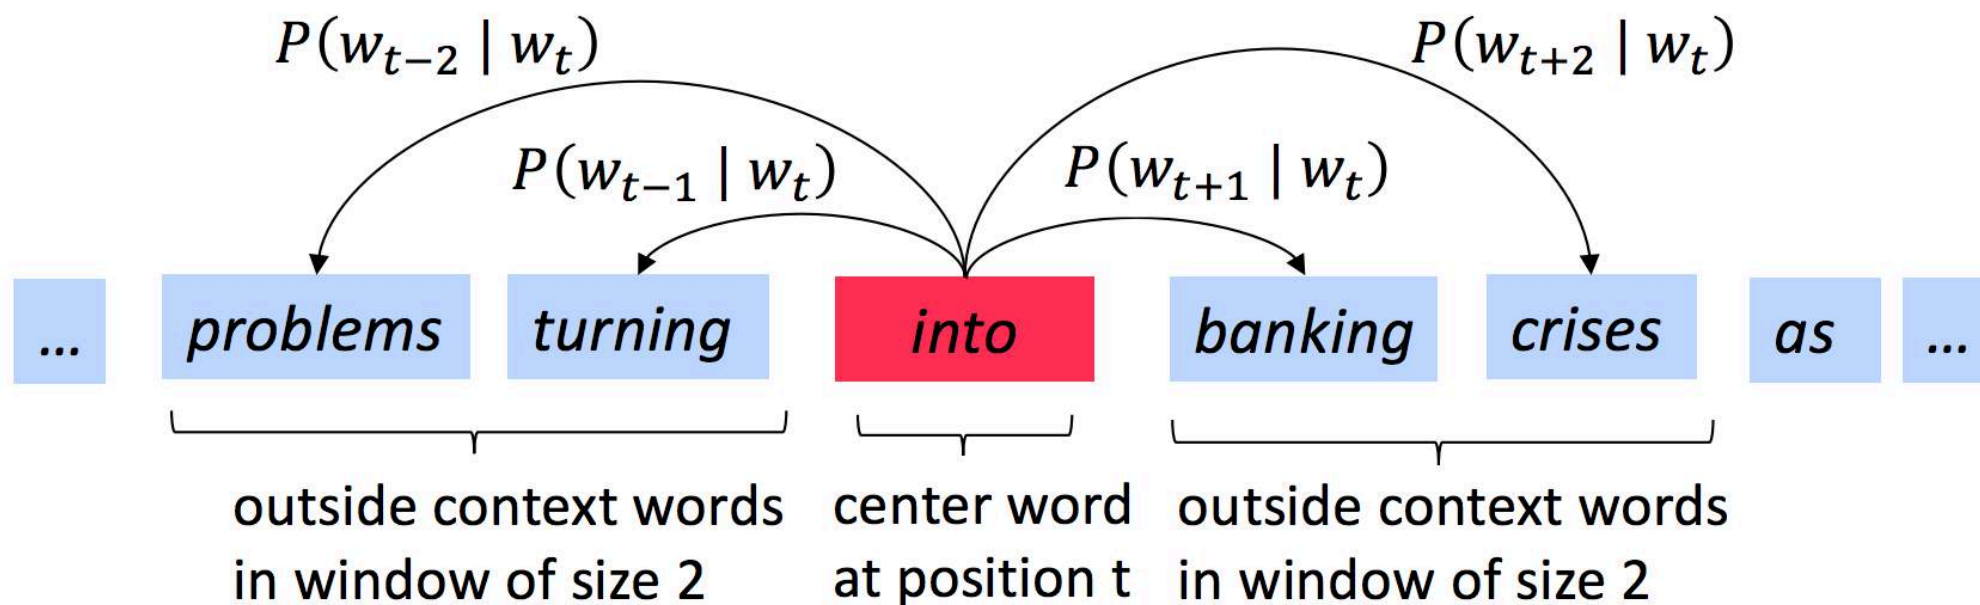 P(w_{t−2} | w_t) P(w_{t+2} | w_t)
P(w_{t−1} | w_t) P(w_{t+1} | w_t)
... problems turning into banking crises as ...
outside context words center word outside context words
in window of size 2 at position t in window of size 2